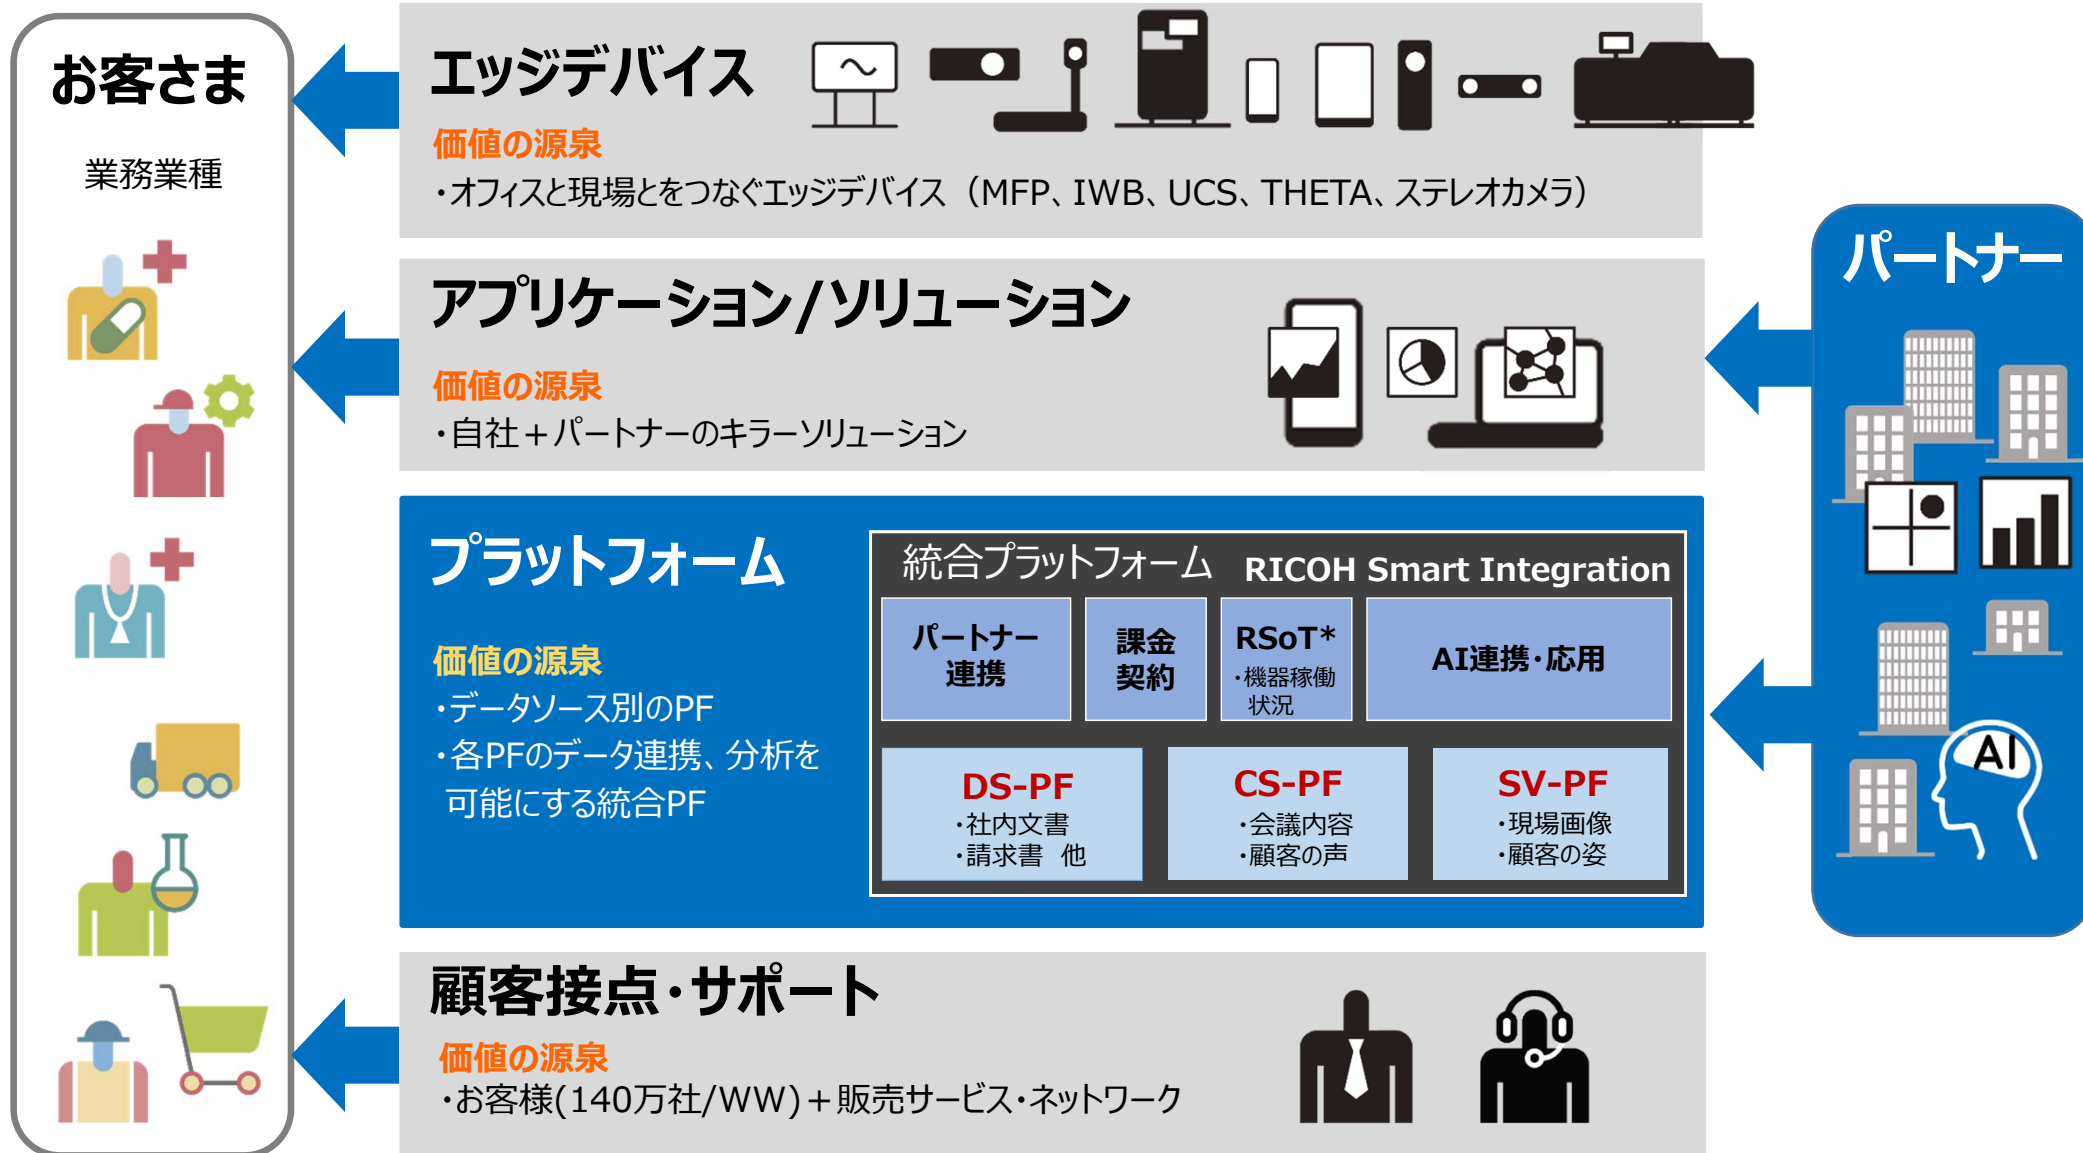 お客さま
業務業種
エッジデバイス
価値の源泉
・オフィスと現場とをつなぐエッジデバイス（MFP、IWB、UCS、THETA、ステレオカメラ）
アプリケーション/ソリューション
価値の源泉
・自社＋パートナーのキラーソリューション
プラットフォーム
価値の源泉
・データソース別のPF
・各PFのデータ連携、分析を
可能にする統合PF
統合プラットフォーム RICOH Smart Integration
パートナー
連携
課金
契約
RSoT*
・機器稼働
状況
AI連携・応用
DS-PF
・社内文書
・請求書 他
CS-PF
・会議内容
・顧客の声
SV-PF
・現場画像
・顧客の姿
顧客接点・サポート
価値の源泉
・お客様(140万社/WW)＋販売サービス・ネットワーク
パートナー
AI